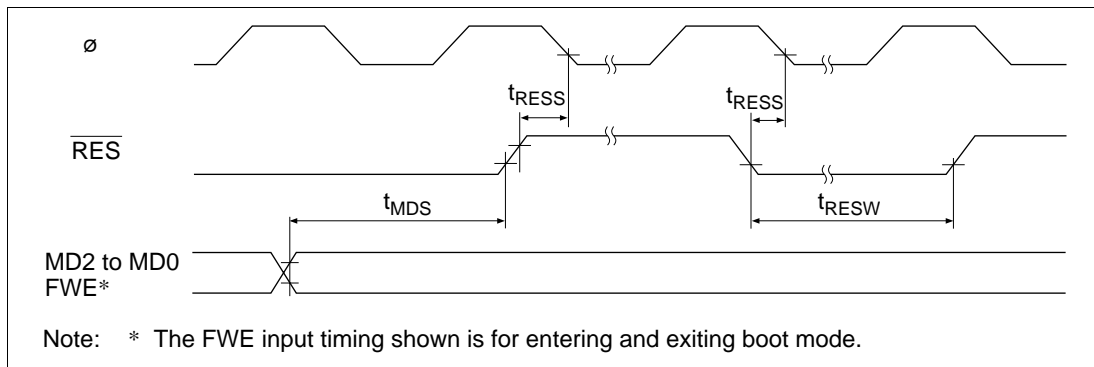 ø
tRESS
tRESS
RES
tMDS
tRESW
MD2 to MD0
FWE*
Note: * The FWE input timing shown is for entering and exiting boot mode.